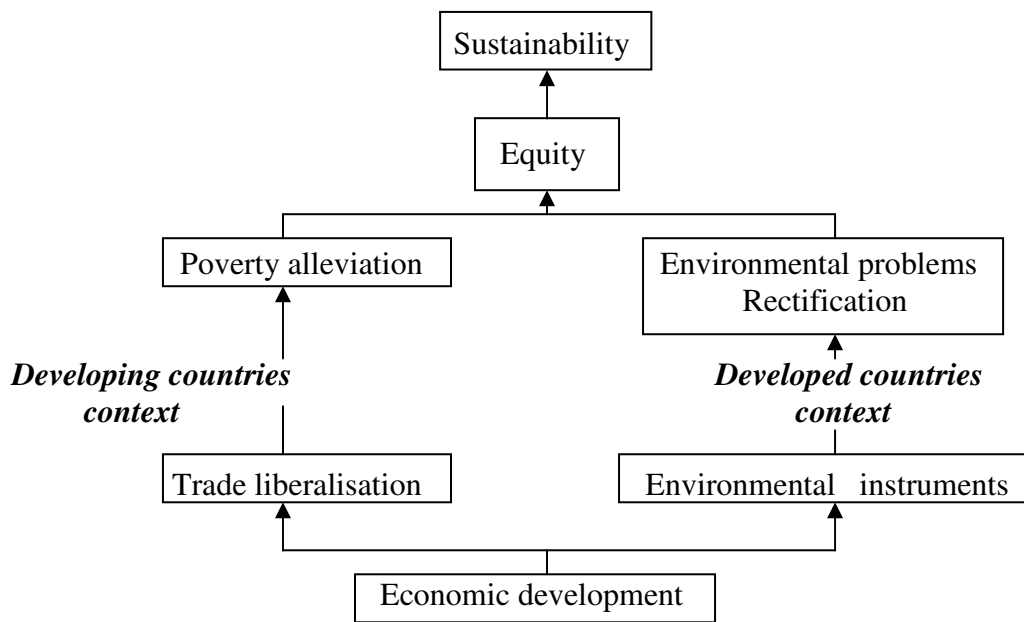 Sustainability
Equity
Poverty alleviation
Environmental problems
Rectification
Developing countries
context
Developed countries
context
Trade liberalisation
Environmental instruments
Economic development